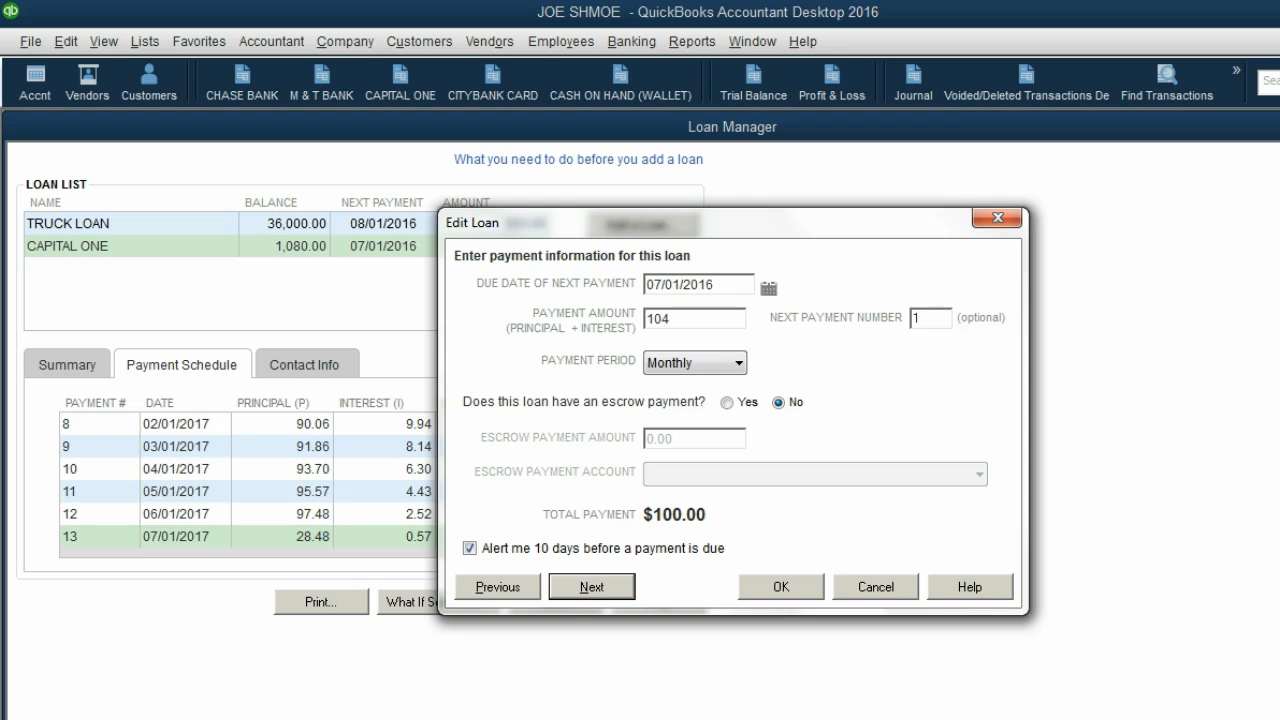 qb JOE SHMOE - QuickBooks Accountant Desktop 2016
File Edit View Lists Favorites Accountant Company Customers Vendors Employees Banking Reports Window Help
Accnt Vendors Customers CHASE BANK M & T BANK CAPITAL ONE CITYBANK CARD CASH ON HAND (WALLET) Trial Balance Profit & Loss Journal Voided/Deleted Transactions De Find Transactions » Sea
Loan Manager
What you need to do before you add a loan
LOAN LIST
NAME BALANCE NEXT PAYMENT AMOUNT
TRUCK LOAN 36,000.00 08/01/2016
CAPITAL ONE 1,080.00 07/01/2016
Summary Payment Schedule Contact Info
PAYMENT # DATE PRINCIPAL (P) INTEREST (I)
8 02/01/2017 90.06 9.94
9 03/01/2017 91.86 8.14
10 04/01/2017 93.70 6.30
11 05/01/2017 95.57 4.43
12 06/01/2017 97.48 2.52
13 07/01/2017 28.48 0.57
Print... What If S
Edit Loan
Enter payment information for this loan
DUE DATE OF NEXT PAYMENT 07/01/2016
PAYMENT AMOUNT
(PRINCIPAL + INTEREST) 104 NEXT PAYMENT NUMBER 1 (optional)
PAYMENT PERIOD Monthly
Does this loan have an escrow payment? Yes No
ESCROW PAYMENT AMOUNT 0.00
ESCROW PAYMENT ACCOUNT
TOTAL PAYMENT $100.00
Alert me 10 days before a payment is due
Previous Next OK Cancel Help